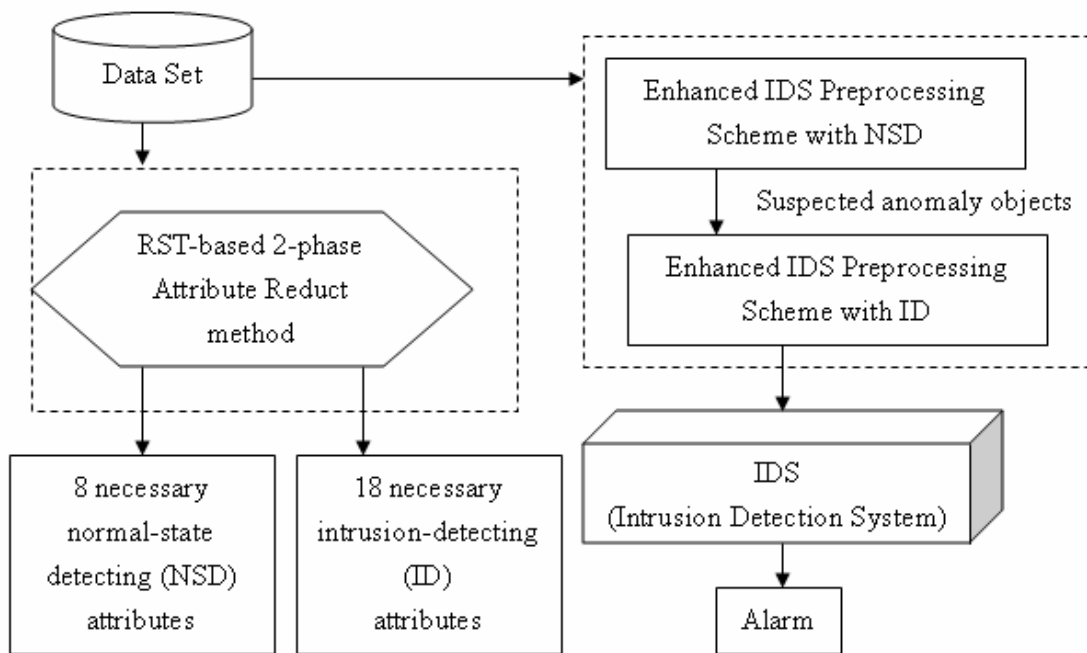 Data Set
RST-based 2-phase
Attribute Reduct
method
8 necessary
normal-state
detecting (NSD)
attributes
18 necessary
intrusion-detecting
(ID)
attributes
Enhanced IDS Preprocessing
Scheme with NSD
Suspected anomaly objects
Enhanced IDS Preprocessing
Scheme with ID
IDS
(Intrusion Detection System)
Alarm